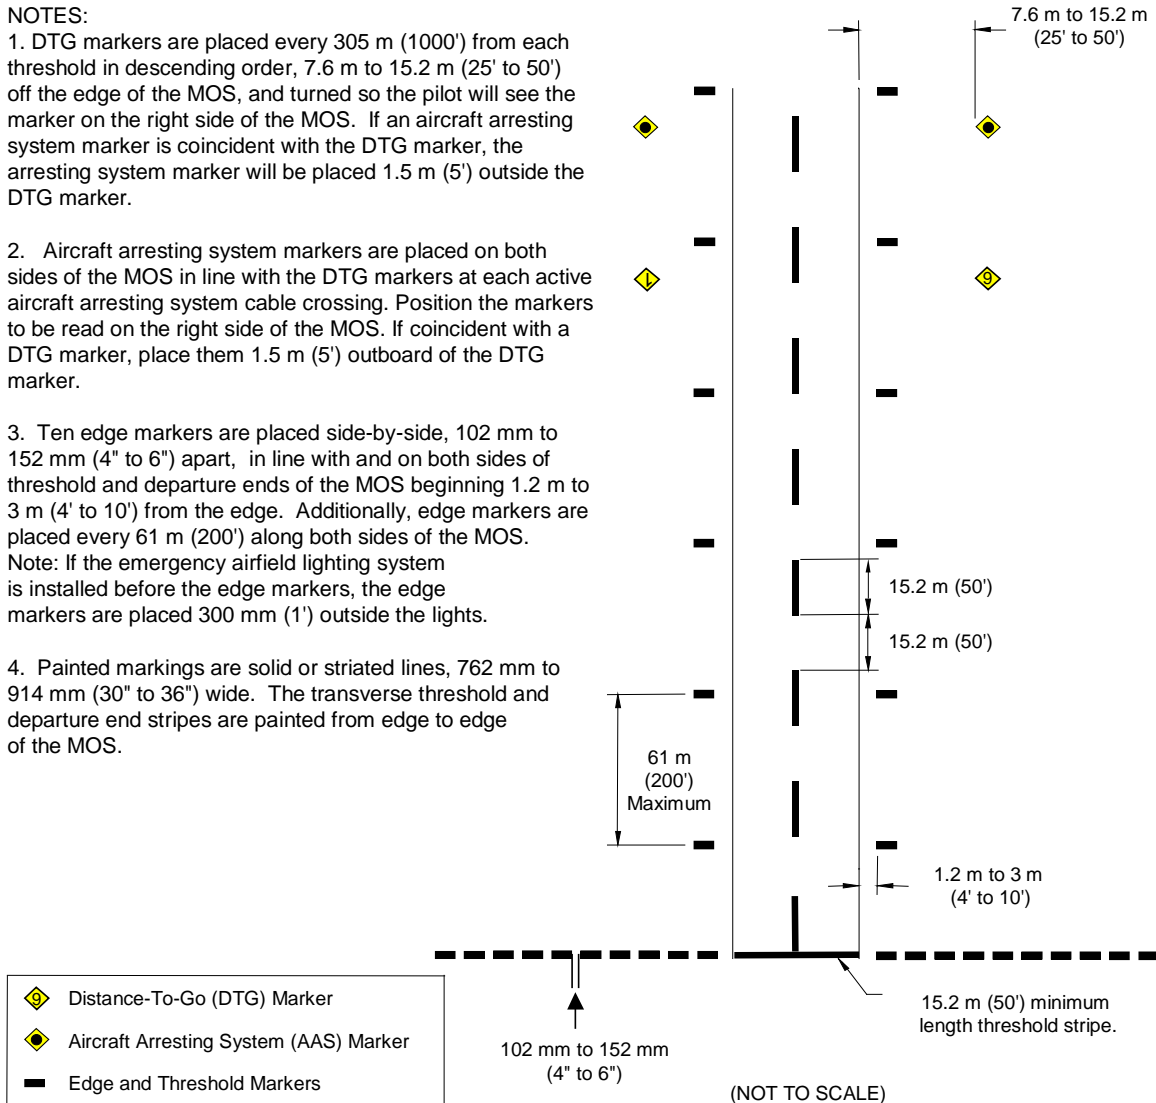 NOTES:
1. DTG markers are placed every 305 m (1000') from each
threshold in descending order, 7.6 m to 15.2 m (25' to 50')
off the edge of the MOS, and turned so the pilot will see the
marker on the right side of the MOS.  If an aircraft arresting
system marker is coincident with the DTG marker, the
arresting system marker will be placed 1.5 m (5') outside the
DTG marker.
2.   Aircraft arresting system markers are placed on both
sides of the MOS in line with the DTG markers at each active
aircraft arresting system cable crossing. Position the markers
to be read on the right side of the MOS. If coincident with a
DTG marker, place them 1.5 m (5') outboard of the DTG
marker.
3.  Ten edge markers are placed side-by-side, 102 mm to
152 mm (4" to 6") apart,  in line with and on both sides of
threshold and departure ends of the MOS beginning 1.2 m to
3 m (4' to 10') from the edge.  Additionally, edge markers are
placed every 61 m (200') along both sides of the MOS.
Note: If the emergency airfield lighting system
is installed before the edge markers, the edge
markers are placed 300 mm (1') outside the lights.
4.  Painted markings are solid or striated lines, 762 mm to
914 mm (30" to 36") wide.  The transverse threshold and
departure end stripes are painted from edge to edge
of the MOS.
7.6 m to 15.2 m
(25' to 50')
1
9
15.2 m (50')
15.2 m (50')
61 m
(200')
Maximum
1.2 m to 3 m
(4' to 10')
15.2 m (50') minimum
length threshold stripe.
102 mm to 152 mm
(4" to 6")
(NOT TO SCALE)
9 Distance-To-Go (DTG) Marker
Aircraft Arresting System (AAS) Marker
Edge and Threshold Markers